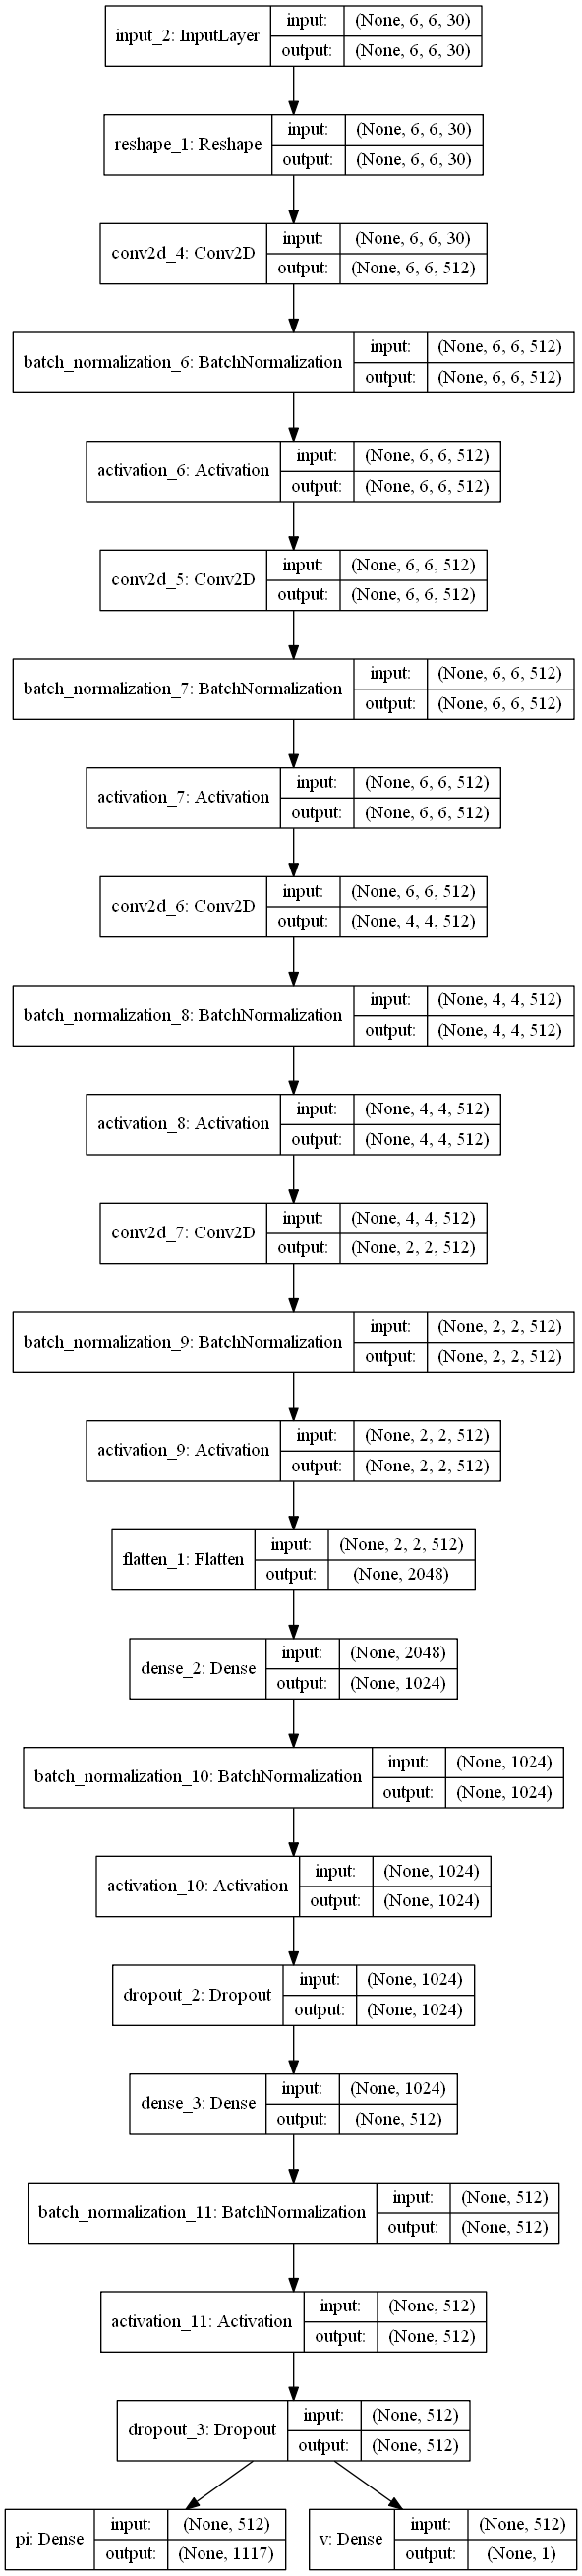 input_2: InputLayer
input: (None, 6, 6, 30)
output: (None, 6, 6, 30)
reshape_1: Reshape
input: (None, 6, 6, 30)
output: (None, 6, 6, 30)
conv2d_4: Conv2D
input: (None, 6, 6, 30)
output: (None, 6, 6, 512)
batch_normalization_6: BatchNormalization
input: (None, 6, 6, 512)
output: (None, 6, 6, 512)
activation_6: Activation
input: (None, 6, 6, 512)
output: (None, 6, 6, 512)
conv2d_5: Conv2D
input: (None, 6, 6, 512)
output: (None, 6, 6, 512)
batch_normalization_7: BatchNormalization
input: (None, 6, 6, 512)
output: (None, 6, 6, 512)
activation_7: Activation
input: (None, 6, 6, 512)
output: (None, 6, 6, 512)
conv2d_6: Conv2D
input: (None, 6, 6, 512)
output: (None, 4, 4, 512)
batch_normalization_8: BatchNormalization
input: (None, 4, 4, 512)
output: (None, 4, 4, 512)
activation_8: Activation
input: (None, 4, 4, 512)
output: (None, 4, 4, 512)
conv2d_7: Conv2D
input: (None, 4, 4, 512)
output: (None, 2, 2, 512)
batch_normalization_9: BatchNormalization
input: (None, 2, 2, 512)
output: (None, 2, 2, 512)
activation_9: Activation
input: (None, 2, 2, 512)
output: (None, 2, 2, 512)
flatten_1: Flatten
input: (None, 2, 2, 512)
output: (None, 2048)
dense_2: Dense
input: (None, 2048)
output: (None, 1024)
batch_normalization_10: BatchNormalization
input: (None, 1024)
output: (None, 1024)
activation_10: Activation
input: (None, 1024)
output: (None, 1024)
dropout_2: Dropout
input: (None, 1024)
output: (None, 1024)
dense_3: Dense
input: (None, 1024)
output: (None, 512)
batch_normalization_11: BatchNormalization
input: (None, 512)
output: (None, 512)
activation_11: Activation
input: (None, 512)
output: (None, 512)
dropout_3: Dropout
input: (None, 512)
output: (None, 512)
pi: Dense
input: (None, 512)
output: (None, 1117)
v: Dense
input: (None, 512)
output: (None, 1)